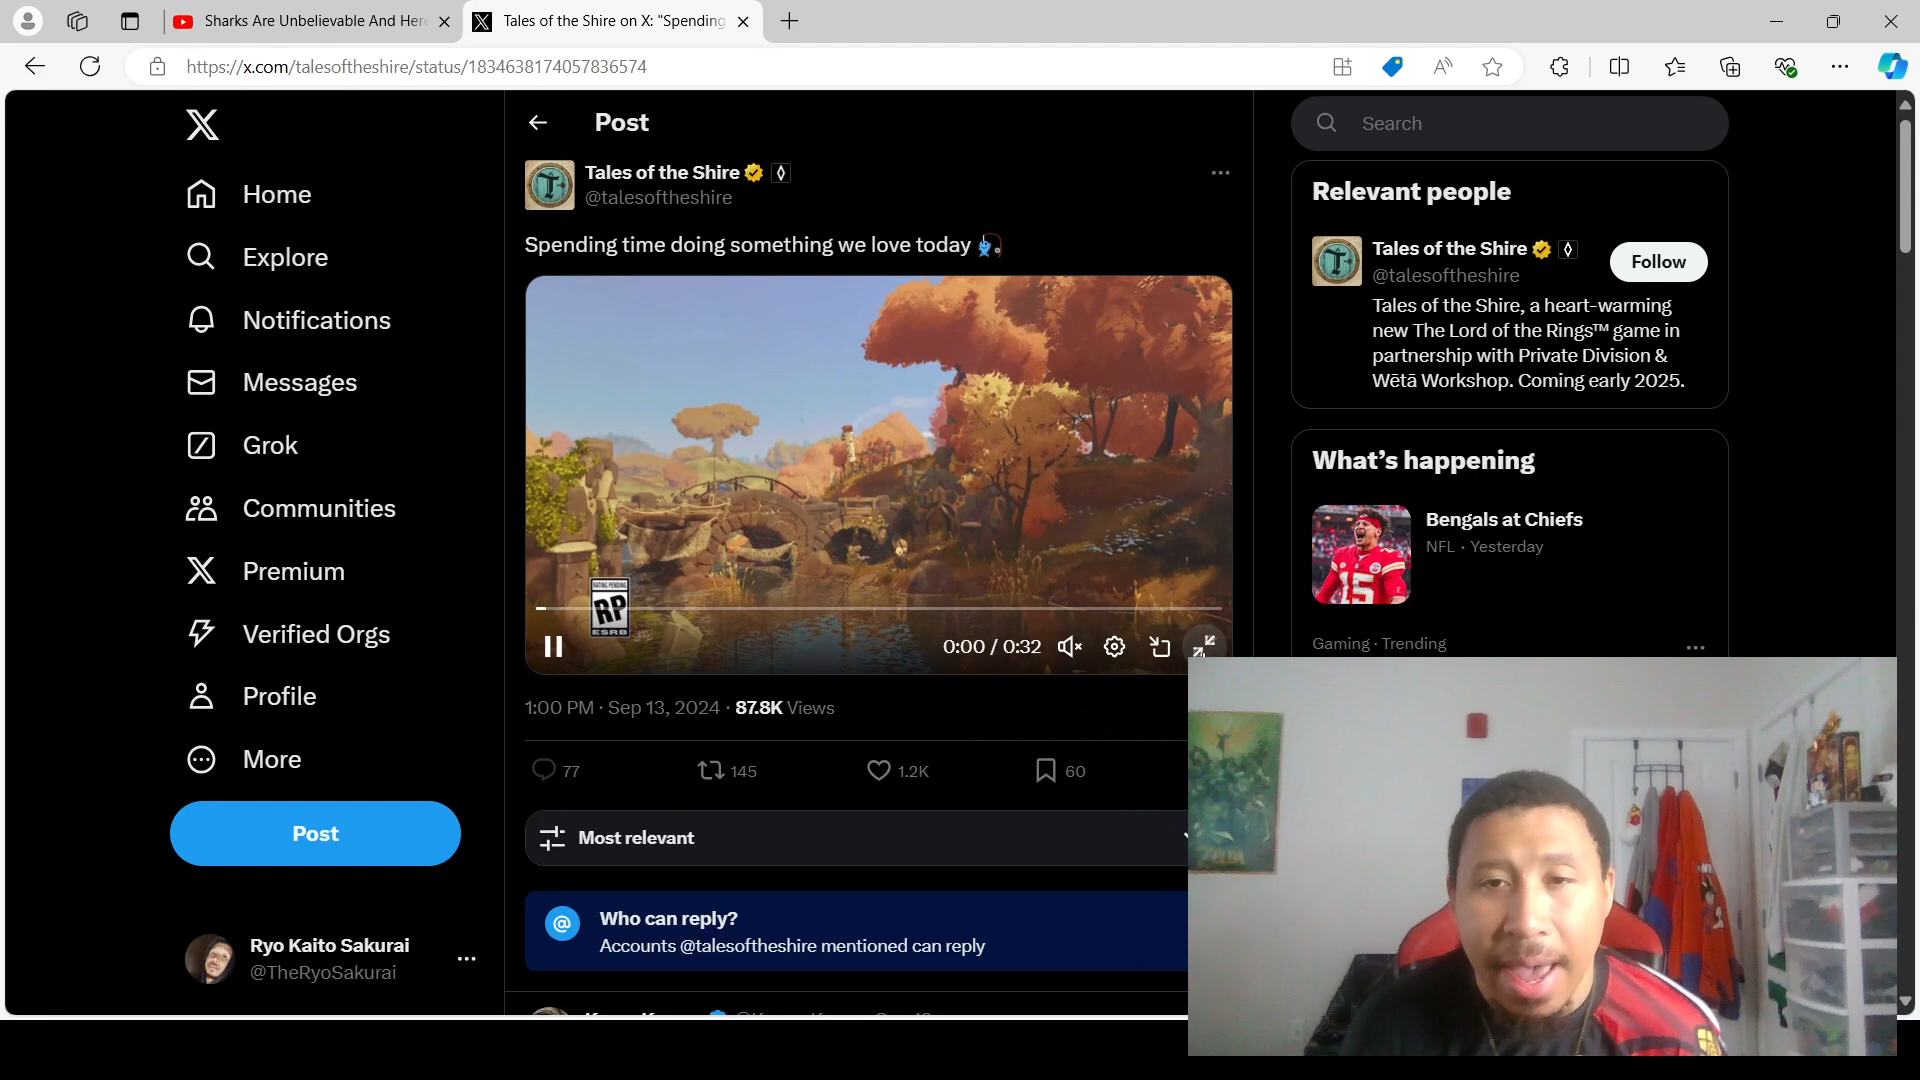 Sharks Are Unbelievable And Her
Tales of the Shire on X: "Spending
https://x.com/talesoftheshire/status/1834638174057836574
Home
Explore
Notifications
Messages
Grok
Communities
Premium
Verified Orgs
Profile
More
Post
Ryo Kaito Sakurai
@TheRyoSakurai
Post
Tales of the Shire
@talesoftheshire
Spending time doing something we love today
RATING PENDING
RP
ESRB
0:00 / 0:32
1:00 PM · Sep 13, 2024 · 87.8K Views
77
145
1.2K
60
Most relevant
Who can reply?
Accounts @talesoftheshire mentioned can reply
Search
Relevant people
Tales of the Shire
@talesoftheshire
Follow
Tales of the Shire, a heart-warming
new The Lord of the Rings™ game in
partnership with Private Division &
Wētā Workshop. Coming early 2025.
What's happening
Bengals at Chiefs
NFL · Yesterday
15
Gaming · Trending